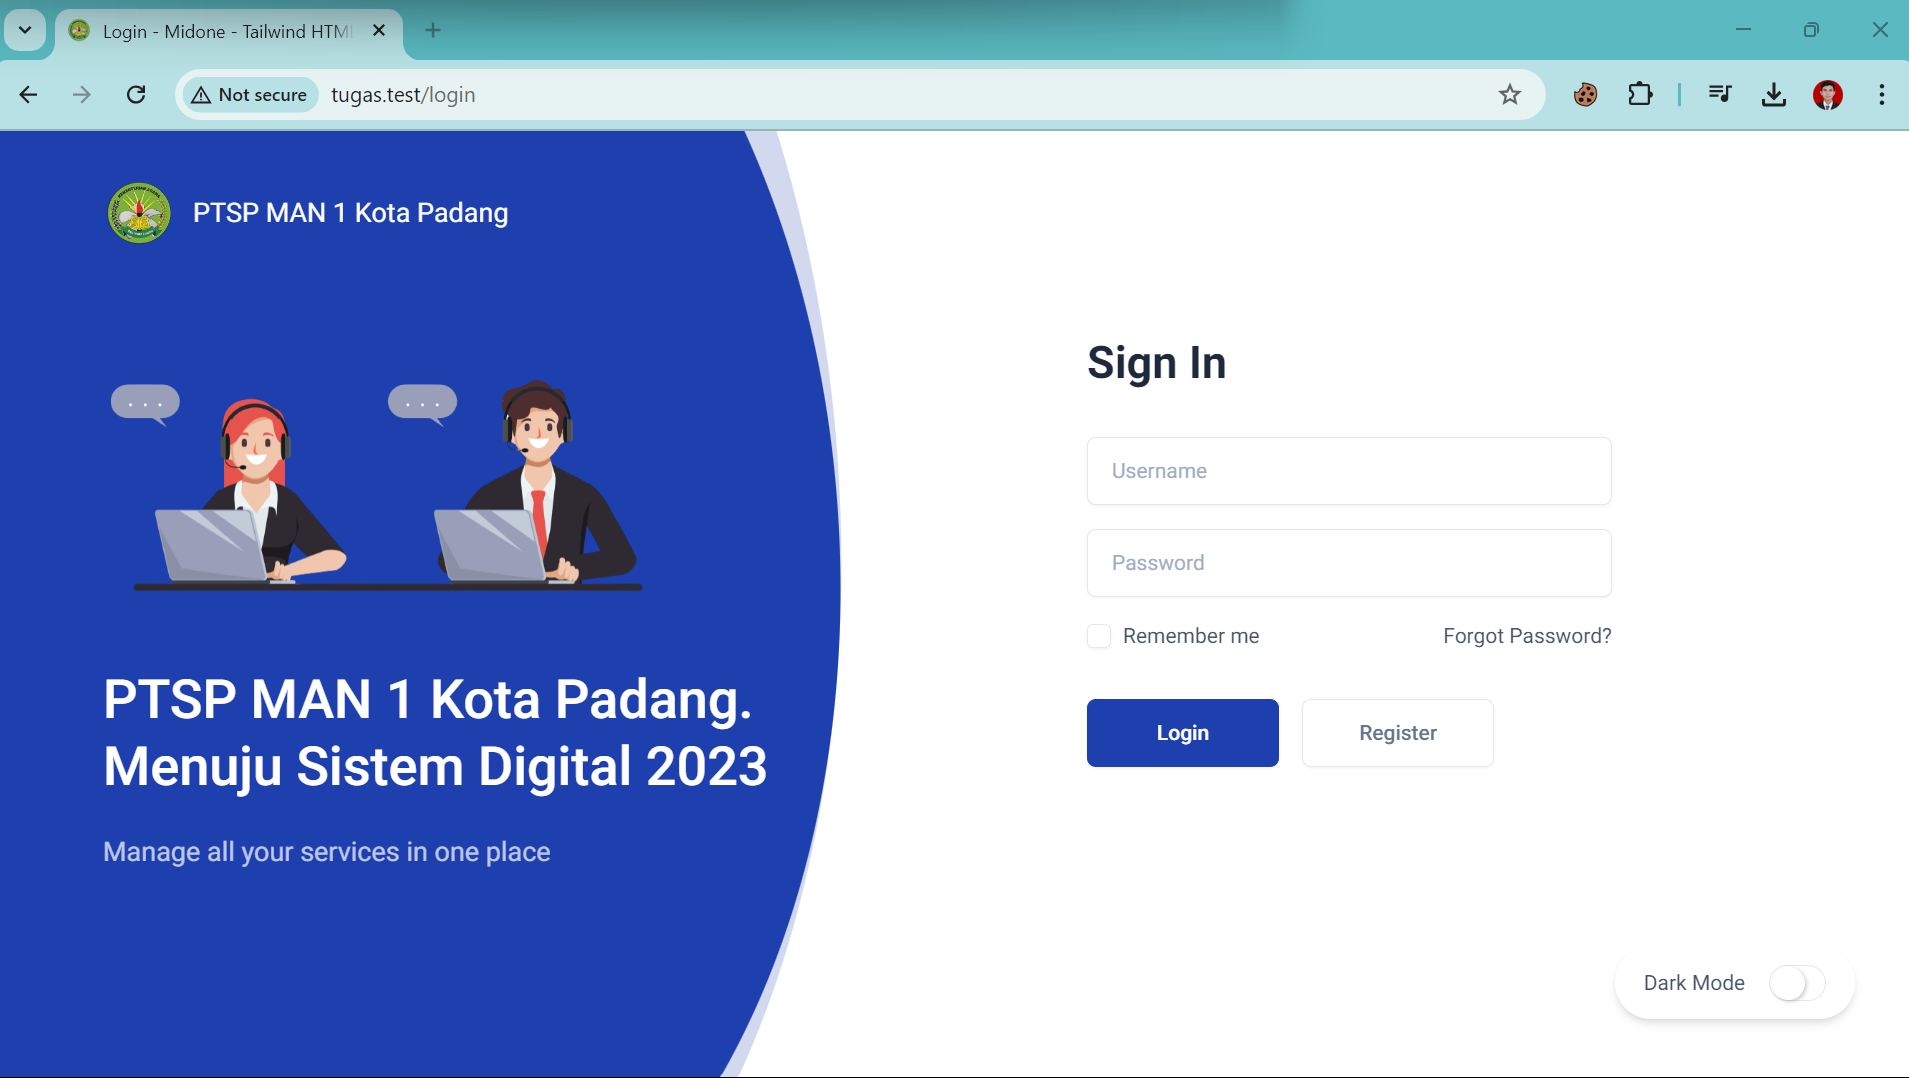 Login - Midone - Tailwind HTM
Not secure
tugas.test/login
PTSP MAN 1 Kota Padang
Sign In
Username
Password
Remember me
Forgot Password?
Login
Register
PTSP MAN 1 Kota Padang.
Menuju Sistem Digital 2023
Manage all your services in one place
Dark Mode